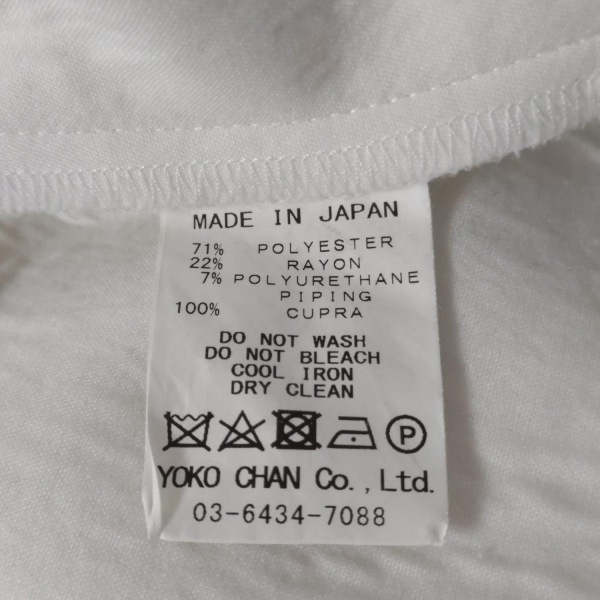 MADE IN JAPAN
71% POLYESTER
22% RAYON
7% POLYURETHANE
PIPING
100% CUPRA
DO NOT WASH
DO NOT BLEACH
COOL IRON
DRY CLEAN
P
YOKO CHAN Co.,Ltd.
03-6434-7088